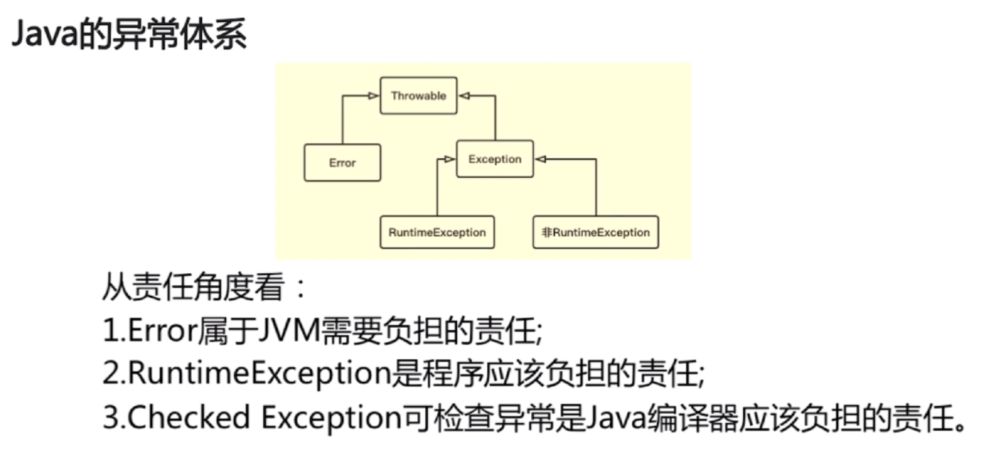 Java的异常体系
Throwable
Error
Exception
RuntimeException
非RuntimeException
从责任角度看：
1.Error属于JVM需要负担的责任;
2.RuntimeException是程序应该负担的责任;
3.Checked Exception可检查异常是Java编译器应该负担的责任。